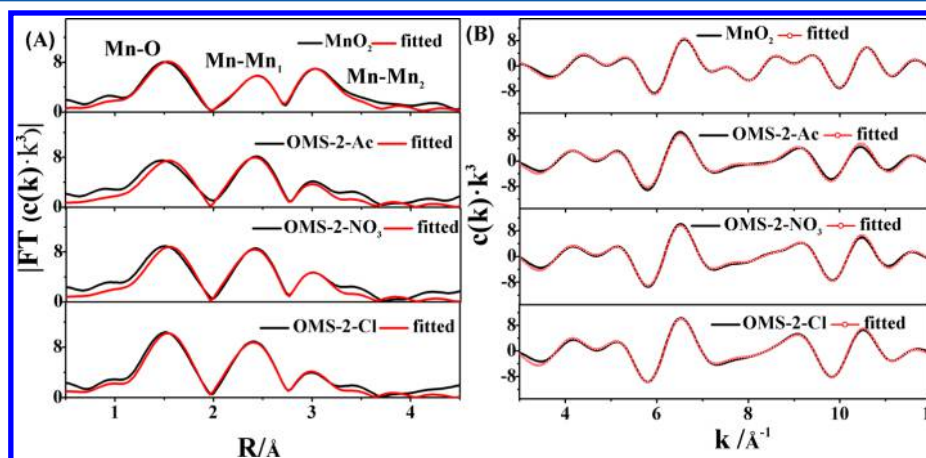 (A)
MnO₂ fitted
Mn-O
Mn-Mn₁
Mn-Mn₂
OMS-2-Ac fitted
OMS-2-NO₃ fitted
OMS-2-Cl fitted
8
0
8
0
8
0
8
0
|FT (c(k)·k³)|
1 2 3 4
R/Å
(B)
MnO₂ fitted
OMS-2-Ac fitted
OMS-2-NO₃ fitted
OMS-2-Cl fitted
8
0
-8
8
0
-8
8
0
-8
8
0
-8
c(k)·k³
4 6 8 10 12
k /Å⁻¹